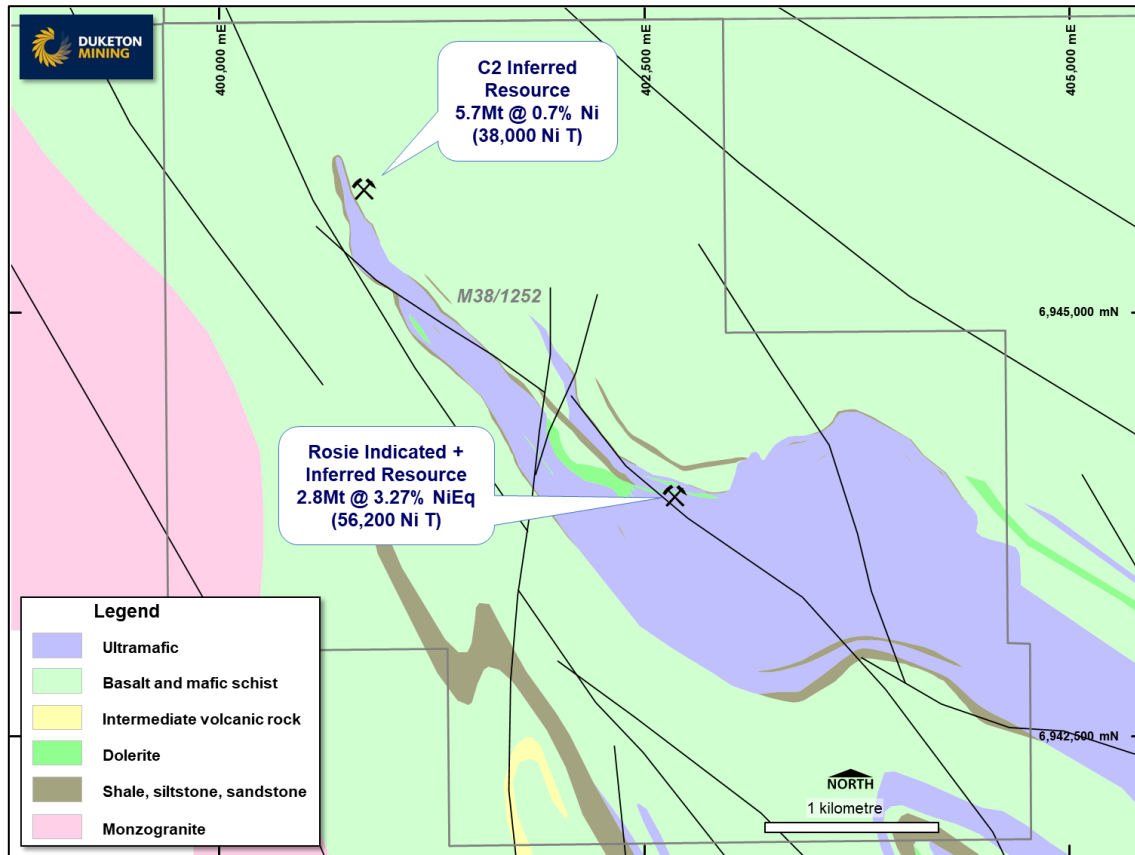 DUKETON
MINING
400,000 mE
402,500 mE
405,000 mE
C2 Inferred
Resource
5.7Mt @ 0.7% Ni
(38,000 Ni T)
M38/1252
6,945,000 mN
Rosie Indicated +
Inferred Resource
2.8Mt @ 3.27% NiEq
(56,200 Ni T)
Legend
Ultramafic
Basalt and mafic schist
Intermediate volcanic rock
Dolerite
Shale, siltstone, sandstone
Monzogranite
6,942,500 mN
NORTH
1 kilometre